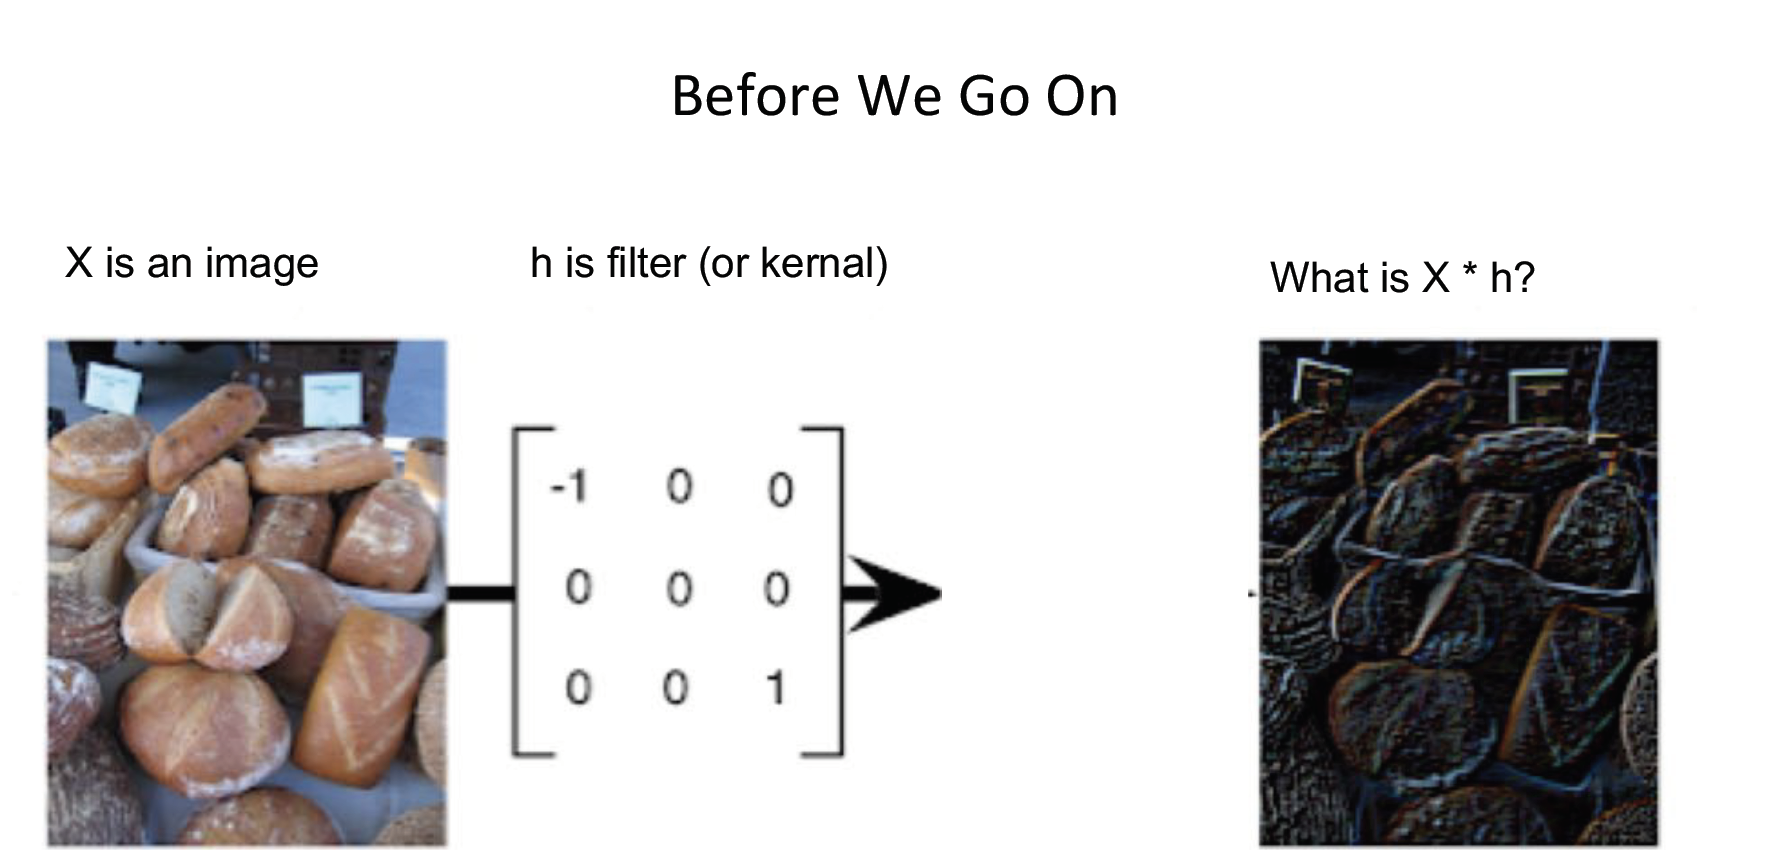 Before We Go On
X is an image
h is filter (or kernal)
What is X * h?
-1 0 0
0 0 0
0 0 1